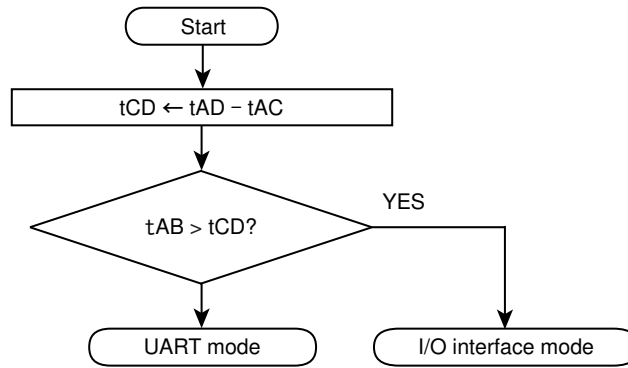 Start
tCD ← tAD − tAC
YES
tAB > tCD?
UART mode
I/O interface mode